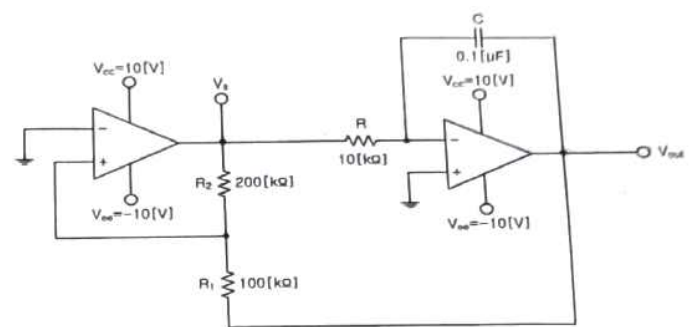 C
0.1[μF]
Vcc=10[V]
Vs
Vcc=10[V]
R
10[kΩ]
Vout
R2 200[kΩ]
Vee=-10[V]
Vee=-10[V]
R1 100[kΩ]